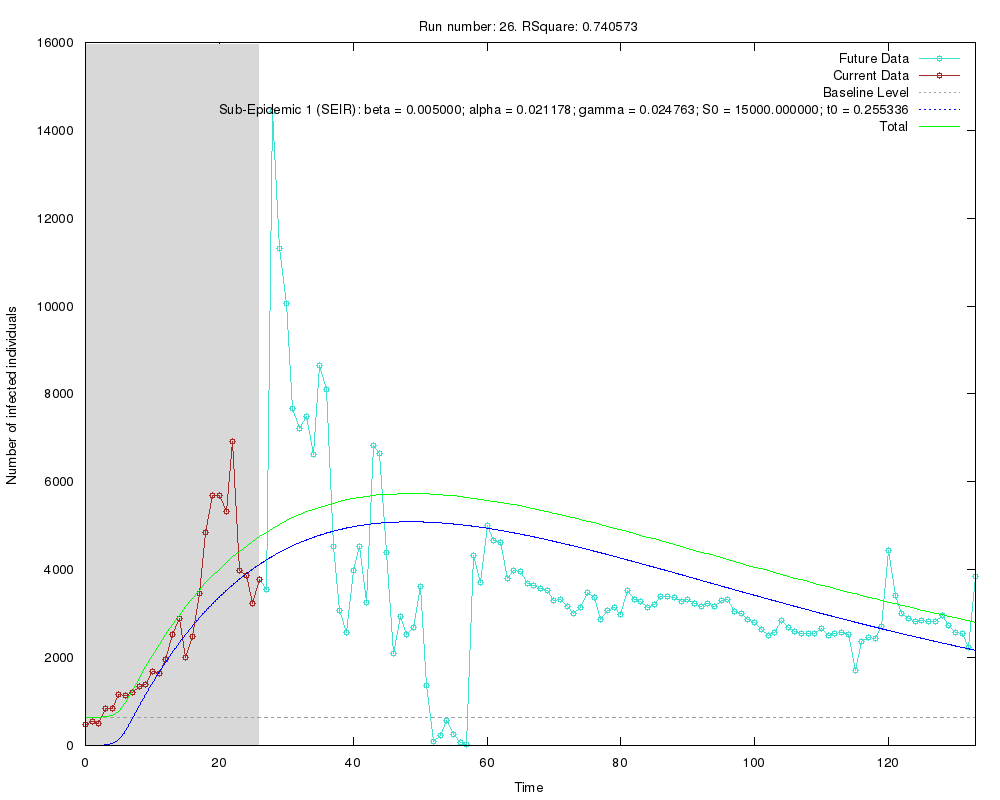 Run number: 26. RSquare: 0.740573
16000
14000
12000
10000
8000
6000
4000
2000
0
Number of infected individuals
Future Data
Current Data
Baseline Level
Sub-Epidemic 1 (SEIR): beta = 0.005000; alpha = 0.021178; gamma = 0.024763; S0 = 15000.000000; t0 = 0.255336
Total
0 20 40 60 80 100 120
Time